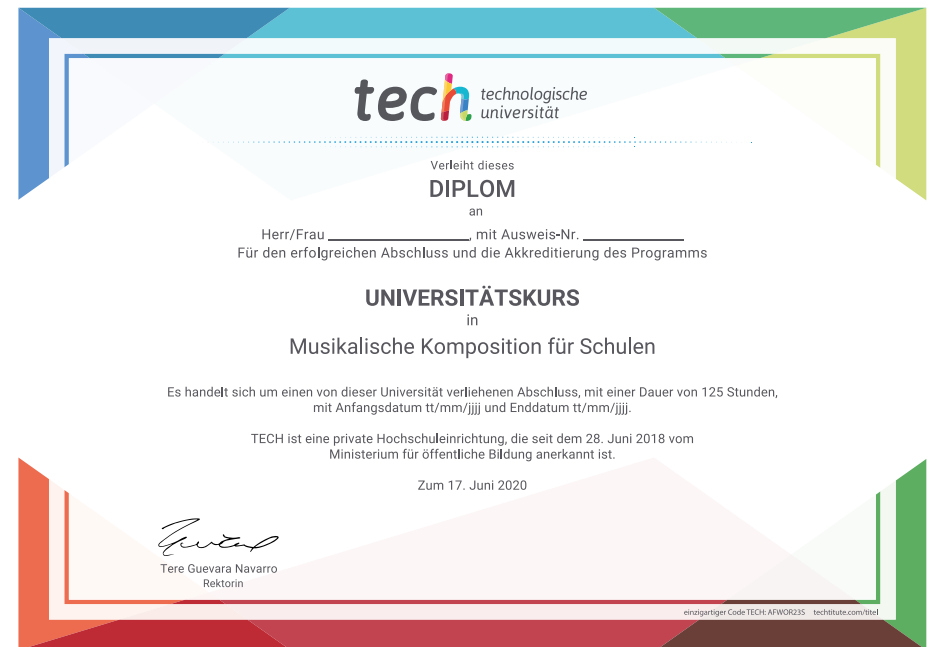 tech technologische
universität
Verleiht dieses
DIPLOM
an
Herr/Frau ____________, mit Ausweis-Nr. ____________
Für den erfolgreichen Abschluss und die Akkreditierung des Programms
UNIVERSITÄTSKURS
in
Musikalische Komposition für Schulen
Es handelt sich um einen von dieser Universität verliehenen Abschluss, mit einer Dauer von 125 Stunden,
mit Anfangsdatum tt/mm/jjjj und Enddatum tt/mm/jjjj.
TECH ist eine private Hochschuleinrichtung, die seit dem 28. Juni 2018 vom
Ministerium für öffentliche Bildung anerkannt ist.
Zum 17. Juni 2020
Tere Guevara Navarro
Rektorin
einzigartiger Code TECH: AFWOR23S techtitute.com/titel